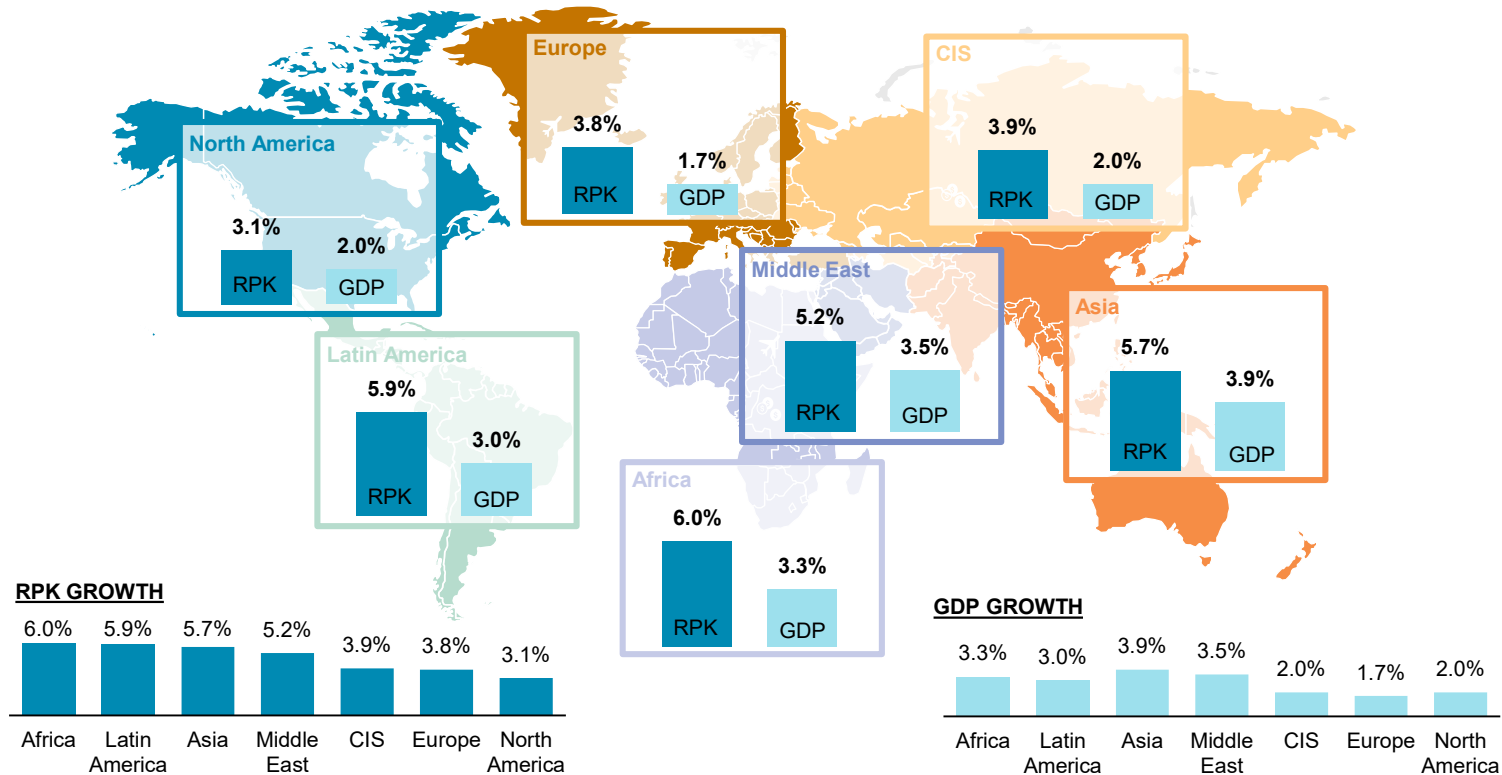 Europe
3.8%
1.7%
RPK
GDP
CIS
3.9%
2.0%
RPK
GDP
North America
3.1%
2.0%
RPK
GDP
Middle East
5.2%
3.5%
RPK
GDP
Asia
5.7%
3.9%
RPK
GDP
Latin America
5.9%
3.0%
RPK
GDP
Africa
6.0%
3.3%
RPK
GDP
RPK GROWTH
6.0% 5.9% 5.7% 5.2% 3.9% 3.8% 3.1%
Africa Latin Asia Middle CIS Europe North
America East America
GDP GROWTH
3.3% 3.0% 3.9% 3.5% 2.0% 1.7% 2.0%
Africa Latin Asia Middle CIS Europe North
America East America